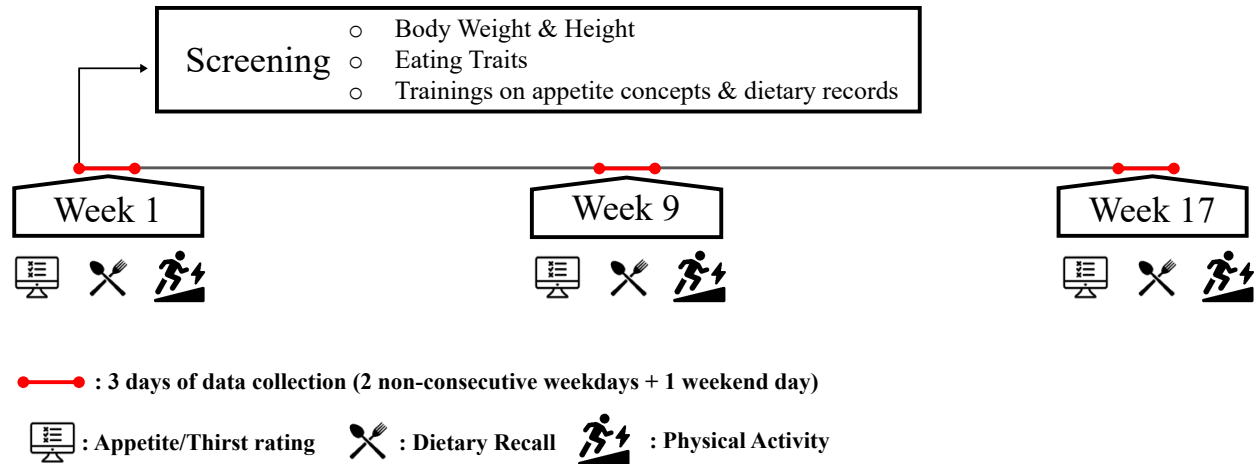 Screening
o Body Weight & Height
o Eating Traits
o Trainings on appetite concepts & dietary records
Week 1
Week 9
Week 17
: 3 days of data collection (2 non-consecutive weekdays + 1 weekend day)
: Appetite/Thirst rating
: Dietary Recall
: Physical Activity